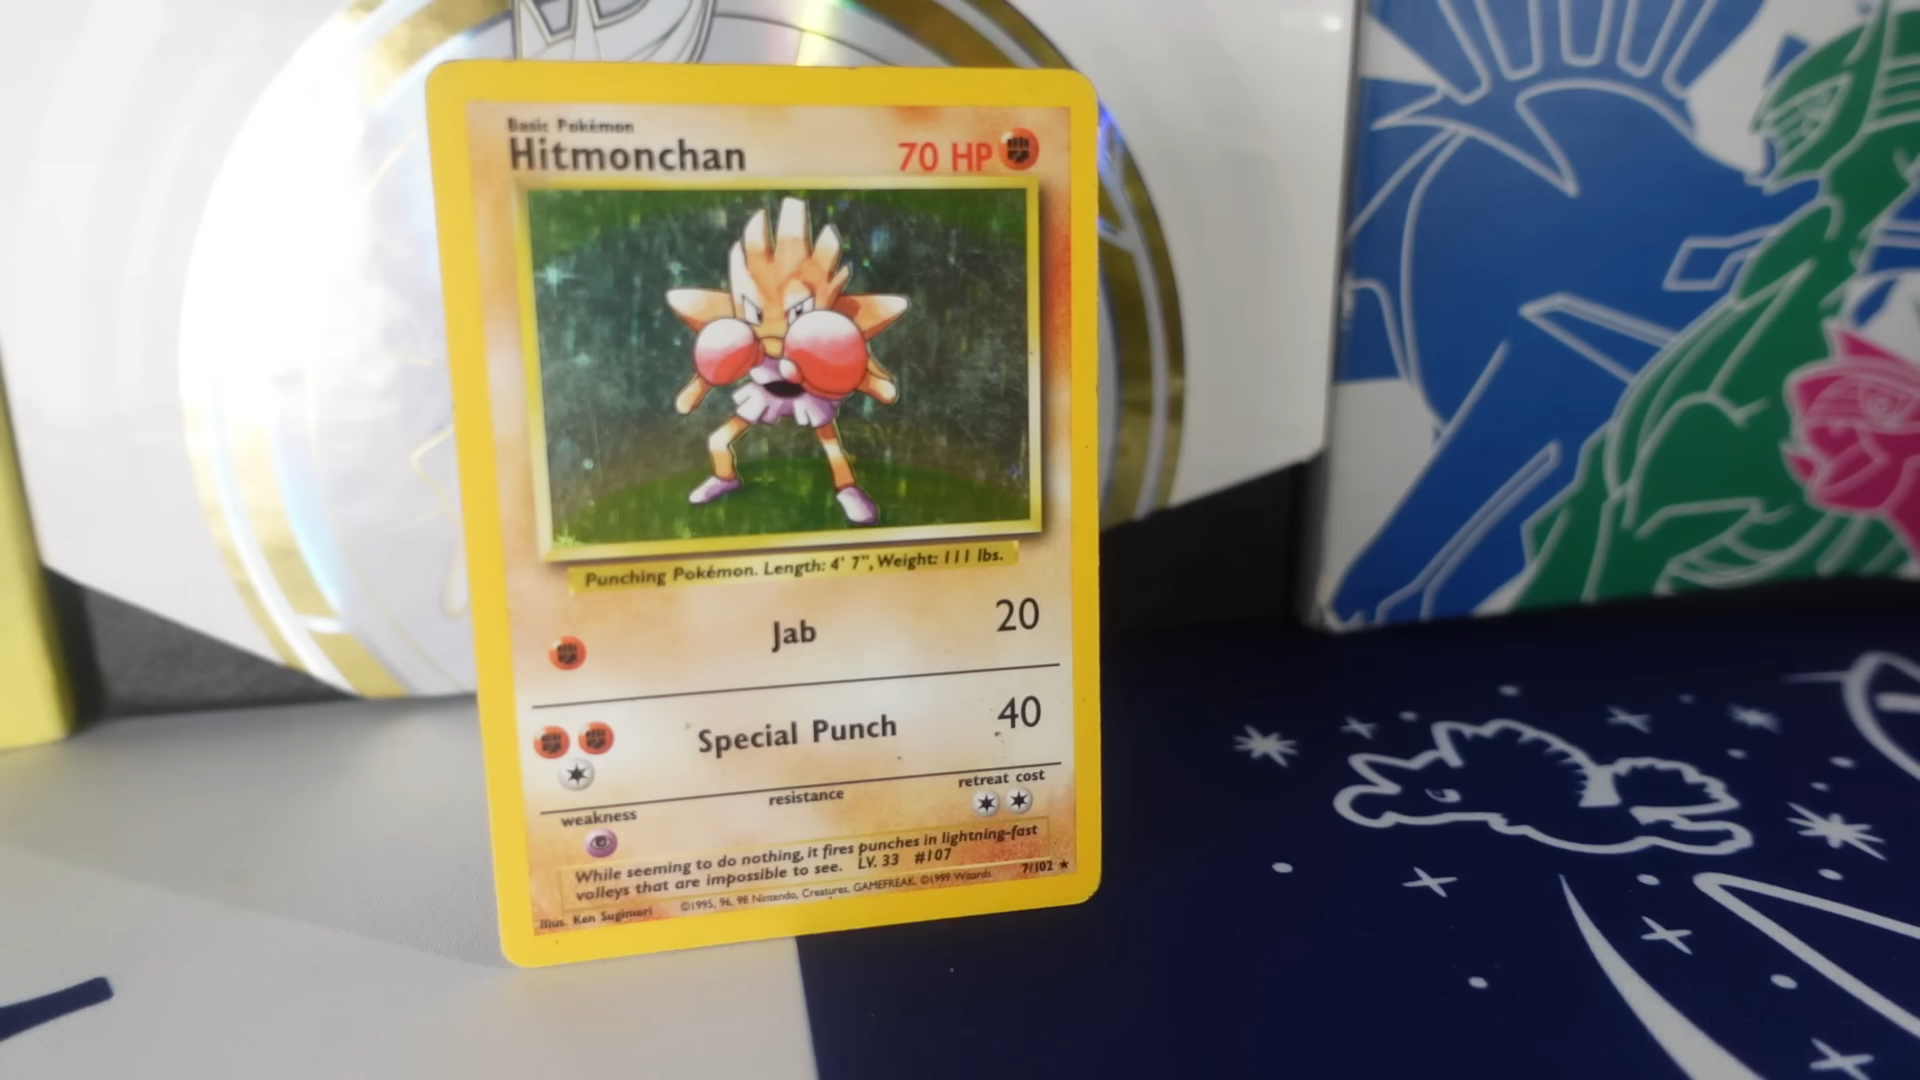 Basic Pokémon
Hitmonchan 70 HP
Punching Pokémon. Length: 4' 7", Weight: 111 lbs.
Jab 20
Special Punch 40
weakness resistance retreat cost
While seeming to do nothing, it fires punches in lightning-fast
volleys that are impossible to see. LV. 33 #107
Illus. Ken Sugimori ©1995, 96, 98 Nintendo, Creatures, GAMEFREAK. ©1999 Wizards. 7/102 ★